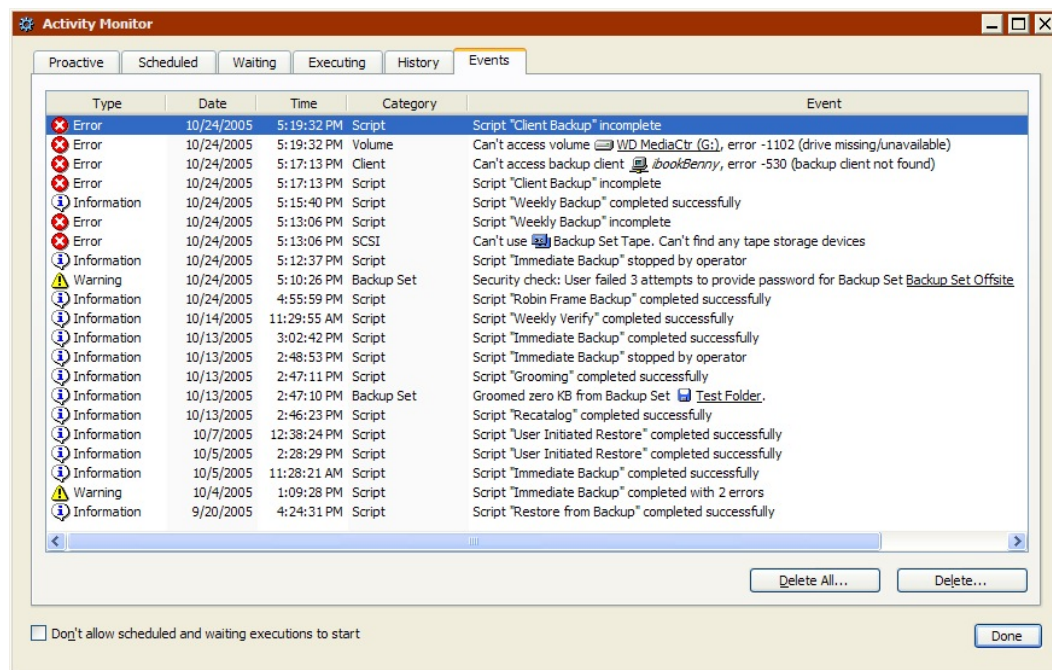 Activity Monitor
Proactive Scheduled Waiting Executing History Events
Type Date Time Category Event
Error 10/24/2005 5:19:32 PM Script Script "Client Backup" incomplete
Error 10/24/2005 5:19:32 PM Volume Can't access volume WD MediaCtr (G:), error -1102 (drive missing/unavailable)
Error 10/24/2005 5:17:13 PM Client Can't access backup client ibookBenny, error -530 (backup client not found)
Error 10/24/2005 5:17:13 PM Script Script "Client Backup" incomplete
Information 10/24/2005 5:15:40 PM Script Script "Weekly Backup" completed successfully
Error 10/24/2005 5:13:06 PM Script Script "Weekly Backup" incomplete
Error 10/24/2005 5:13:06 PM SCSI Can't use Backup Set Tape. Can't find any tape storage devices
Information 10/24/2005 5:12:37 PM Script Script "Immediate Backup" stopped by operator
Warning 10/24/2005 5:10:26 PM Backup Set Security check: User failed 3 attempts to provide password for Backup Set Backup Set Offsite
Information 10/24/2005 4:55:59 PM Script Script "Robin Frame Backup" completed successfully
Information 10/14/2005 11:29:55 AM Script Script "Weekly Verify" completed successfully
Information 10/13/2005 3:02:42 PM Script Script "Immediate Backup" completed successfully
Information 10/13/2005 2:48:53 PM Script Script "Immediate Backup" stopped by operator
Information 10/13/2005 2:47:11 PM Script Script "Grooming" completed successfully
Information 10/13/2005 2:47:10 PM Backup Set Groomed zero KB from Backup Set Test Folder.
Information 10/13/2005 2:46:23 PM Script Script "Recatalog" completed successfully
Information 10/7/2005 12:38:24 PM Script Script "User Initiated Restore" completed successfully
Information 10/5/2005 2:28:29 PM Script Script "User Initiated Restore" completed successfully
Information 10/5/2005 11:28:21 AM Script Script "Immediate Backup" completed successfully
Warning 10/4/2005 1:09:28 PM Script Script "Immediate Backup" completed with 2 errors
Information 9/20/2005 4:24:31 PM Script Script "Restore from Backup" completed successfully
Delete All... Delete...
Don't allow scheduled and waiting executions to start
Done